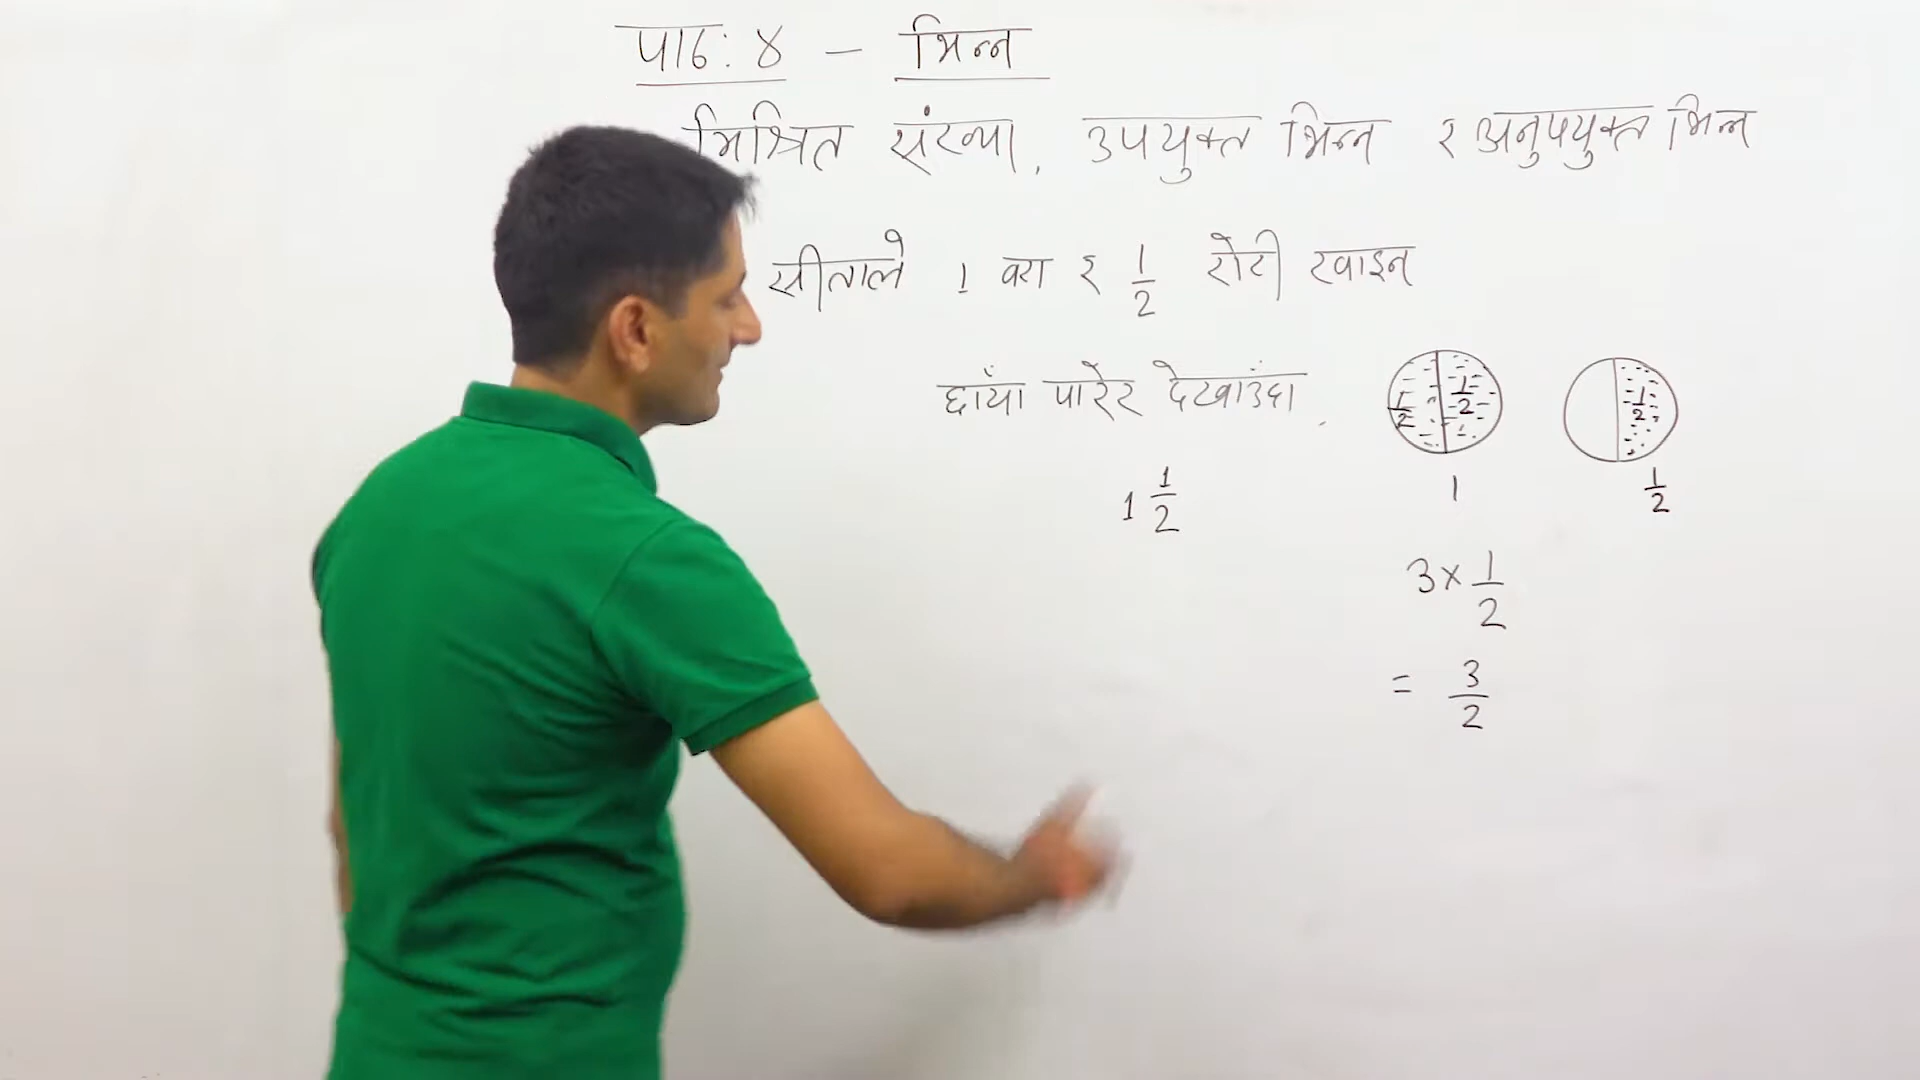 पाठ: ४ - भिन्न
मिश्रित संख्या, उपयुक्त भिन्न र अनुपयुक्त भिन्न
सीताले 1 वटा र 1/2 रोटी खाइन्
छाँया पारेर देखाउँदा,
1/2 1/2 1/2
1 1/2 1 1/2
3 × 1/2
= 3/2